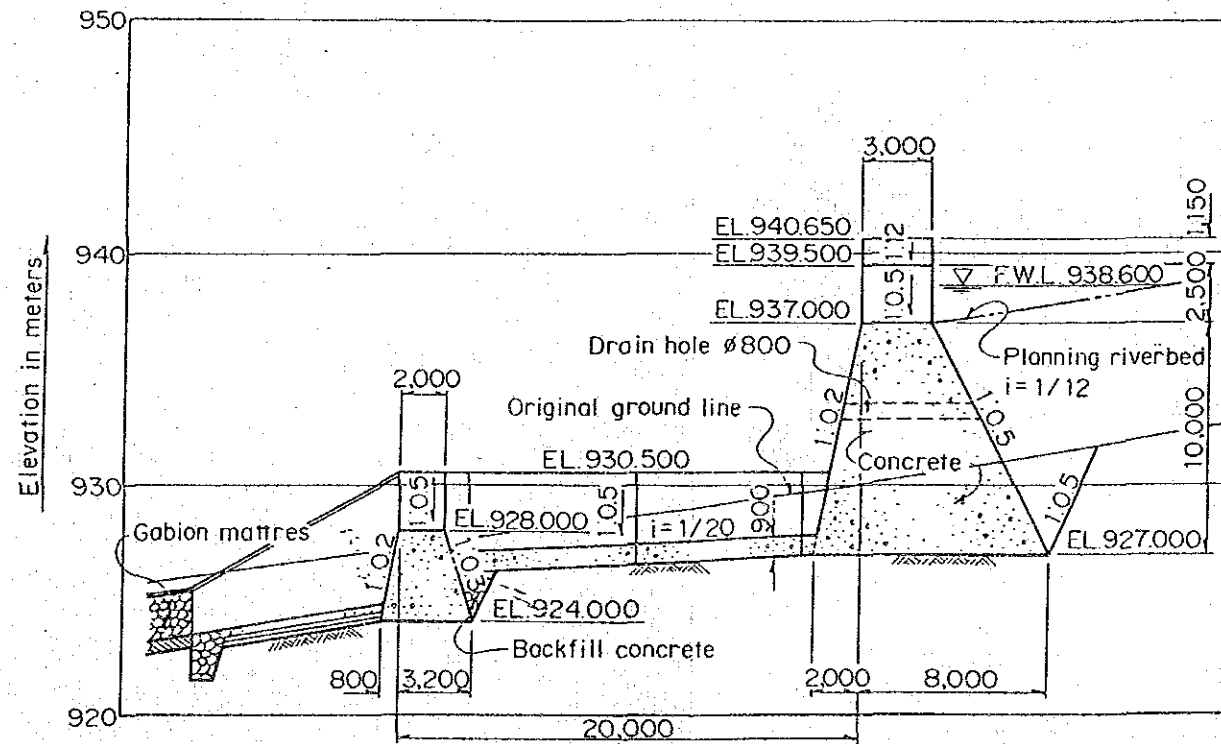 950
3,000
1,150
EL.940.650
940
EL.939.500
1:12
F.W.L.938.600
2,500
1:0.5
EL.937.000
Drain hole ø800
Planning riverbed
i=1/12
2,000
Original ground line
1:0.2
1:0.5
10,000
Concrete
EL.930.500
930
Elevation in meters
1:0.5
1:0.5
900
1:0.5
Gabion mattres
EL.928.000
i=1/20
1:0.2
1:0.3
EL.927.000
EL.924.000
Backfill concrete
800
3,200
2,000
8,000
920
20,000